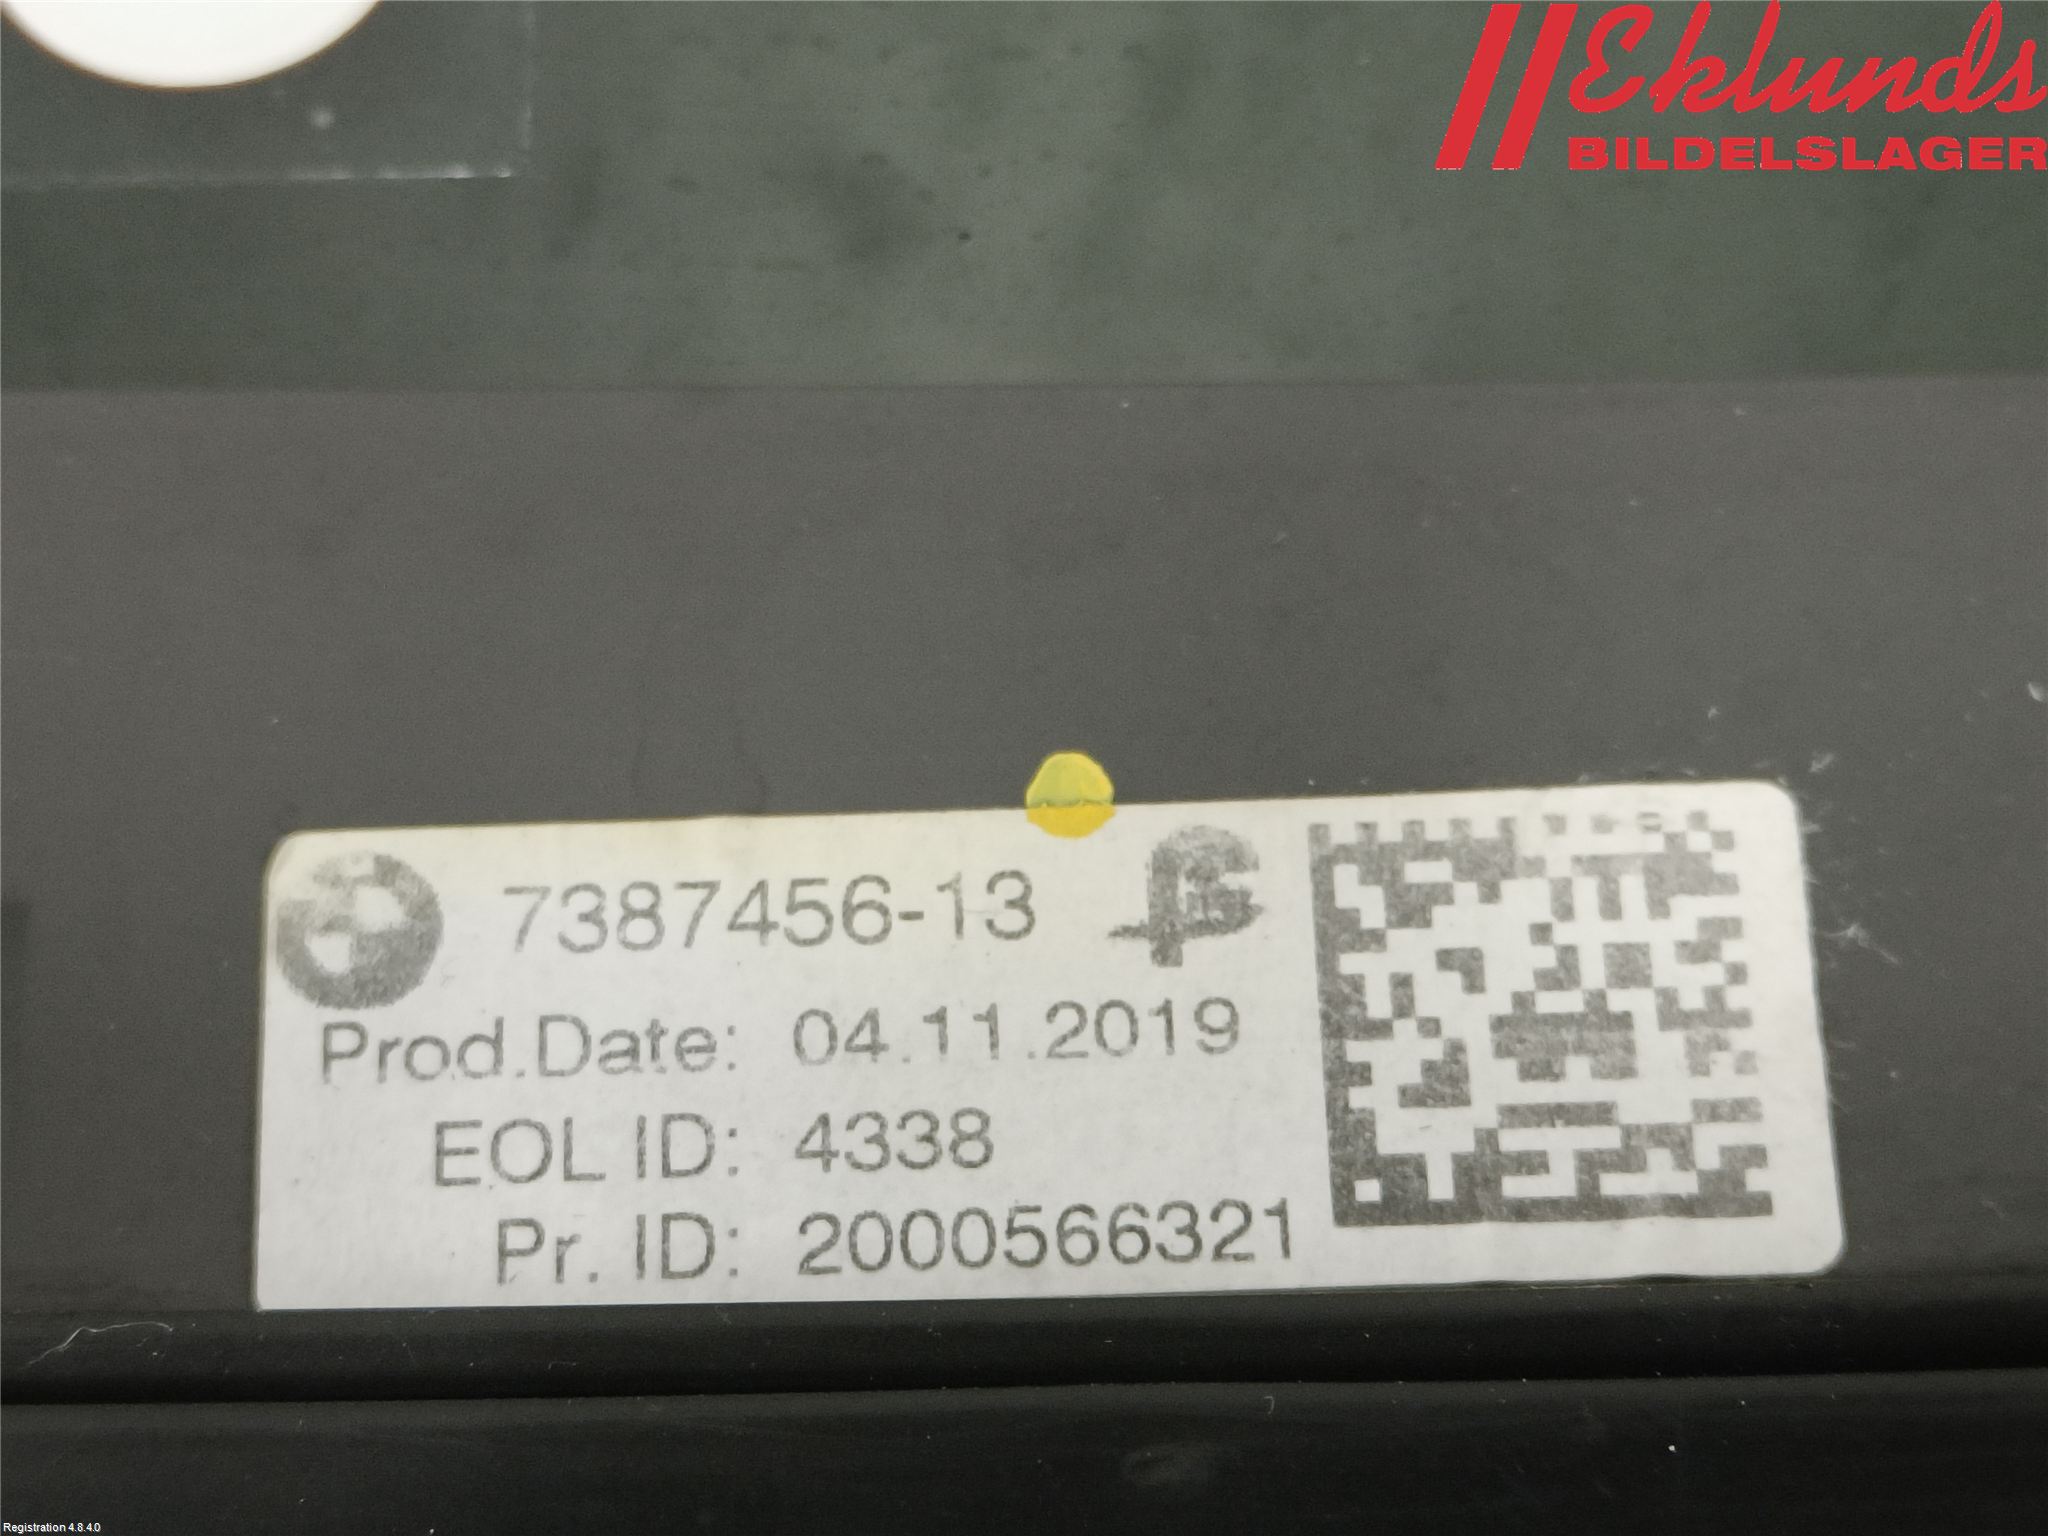 Eklunds
BILDELSLAGER
7387456-13
Prod.Date: 04.11.2019
EOL ID: 4338
Pr. ID: 2000566321
Registration 4.8.4.0